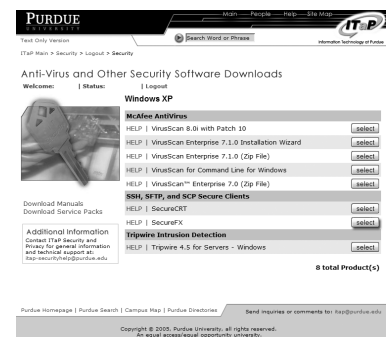 PURDUE
UNIVERSITY
Main People Help Site Map
ITaP
Information Technology at Purdue
Text Only Version
Search Word or Phrase
ITaP Main > Security > Logout > Security
Anti-Virus and Other Security Software Downloads
Welcome: | Status: | Logout
Windows XP
McAfee AntiVirus
HELP | VirusScan 8.0i with Patch 10 select
HELP | VirusScan Enterprise 7.1.0 Installation Wizard select
HELP | VirusScan Enterprise 7.1.0 (Zip File) select
HELP | VirusScan for Command Line for Windows select
HELP | VirusScan™ Enterprise 7.0 (Zip File) select
SSH, SFTP, and SCP Secure Clients
HELP | SecureCRT select
HELP | SecureFX select
Tripwire Intrusion Detection
HELP | Tripwire 4.5 for Servers - Windows select
8 total Product(s)
Download Manuals
Download Service Packs
Additional Information
Contact ITaP Security and
Privacy for general information
and technical support at:
itap-securityhelp@purdue.edu
Purdue Homepage | Purdue Search | Campus Map | Purdue Directories
Send inquiries or comments to: itap@purdue.edu
Copyright © 2005, Purdue University, all rights reserved.
An equal access/equal opportunity university.